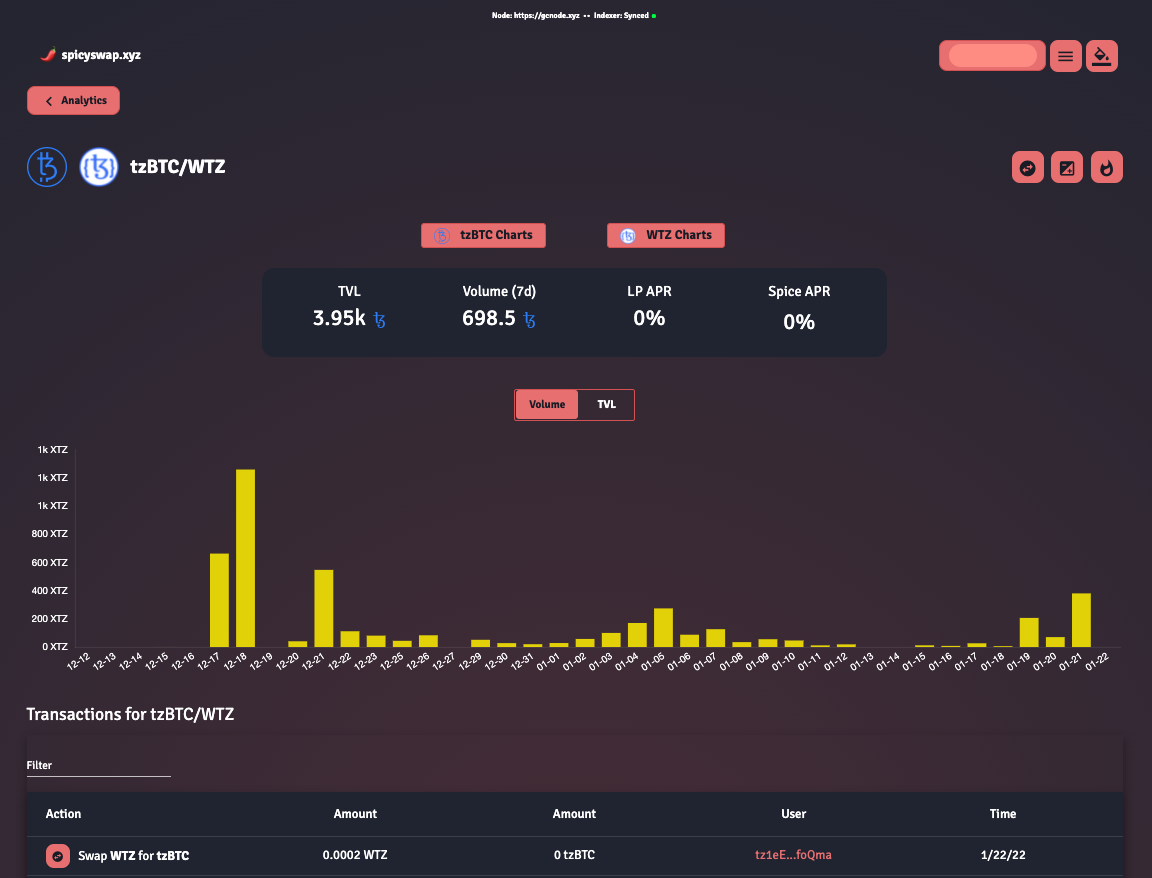 Node: https://gcnode.xyz -- Indexer: Synced
spicyswap.xyz
Analytics
tzBTC/WTZ
tzBTC Charts WTZ Charts
TVL Volume (7d) LP APR Spice APR
3.95k 698.5 0% 0%
Volume TVL
1k XTZ
1k XTZ
1k XTZ
800 XTZ
600 XTZ
400 XTZ
200 XTZ
0 XTZ
12-12 12-13 12-14 12-15 12-16 12-17 12-18 12-19 12-20 12-21 12-22 12-23 12-25 12-26 12-27 12-29 12-30 12-31 01-01 01-02 01-03 01-04 01-05 01-06 01-07 01-08 01-09 01-10 01-11 01-12 01-13 01-14 01-15 01-16 01-17 01-18 01-19 01-20 01-21 01-22
Transactions for tzBTC/WTZ
Filter
Action Amount Amount User Time
Swap WTZ for tzBTC 0.0002 WTZ 0 tzBTC tz1eE...foQma 1/22/22